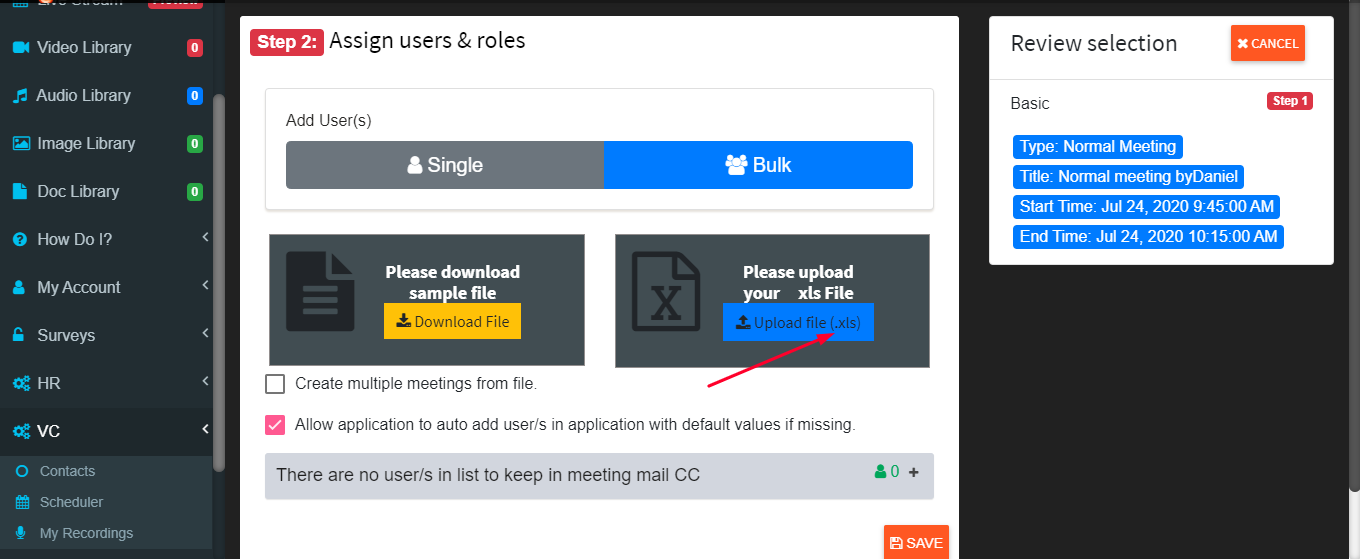 Live Stream
Video Library 0
Audio Library 0
Image Library 0
Doc Library 0
How Do I?
My Account
Surveys
HR
VC
Contacts
Scheduler
My Recordings
Step 2: Assign users & roles
Add User(s)
Single
Bulk
Please download
sample file
Download File
Please upload
your xls File
Upload file (.xls)
Create multiple meetings from file.
Allow application to auto add user/s in application with default values if missing.
There are no user/s in list to keep in meeting mail CC
0 +
SAVE
Review selection
CANCEL
Basic
Step 1
Type: Normal Meeting
Title: Normal meeting byDaniel
Start Time: Jul 24, 2020 9:45:00 AM
End Time: Jul 24, 2020 10:15:00 AM